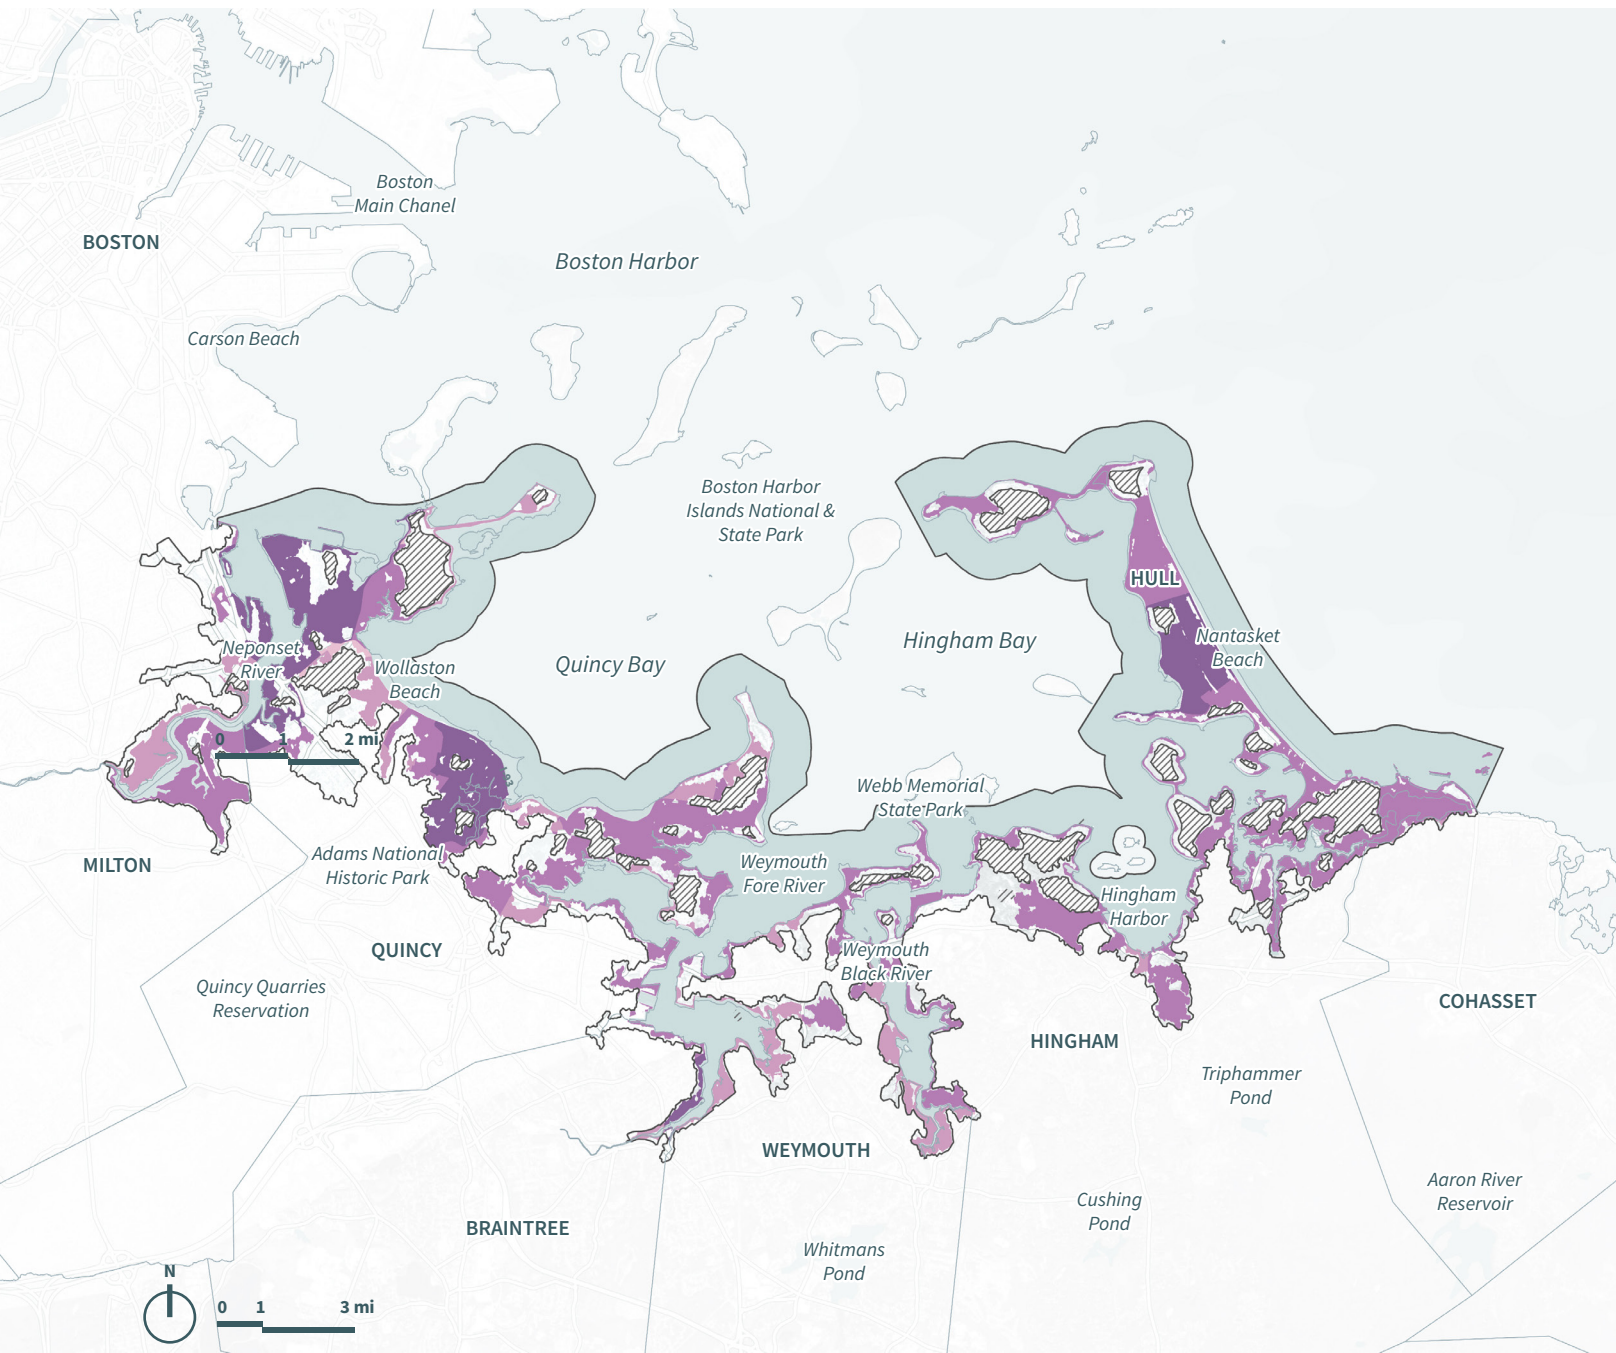 Boston
Main Chanel
BOSTON
Boston Harbor
Carson Beach
Boston Harbor
Islands National &
State Park
HULL
Nantasket
Beach
Hingham Bay
Neponset
River
Wollaston
Beach
Quincy Bay
0 1 2 mi
Webb Memorial
State Park
MILTON
Adams National
Historic Park
Weymouth
Fore River
Hingham
Harbor
QUINCY
Weymouth
Black River
Quincy Quarries
Reservation
COHASSET
HINGHAM
Triphammer
Pond
WEYMOUTH
Aaron River
Reservoir
Cushing
Pond
BRAINTREE
Whitmans
Pond
N
0 1 3 mi